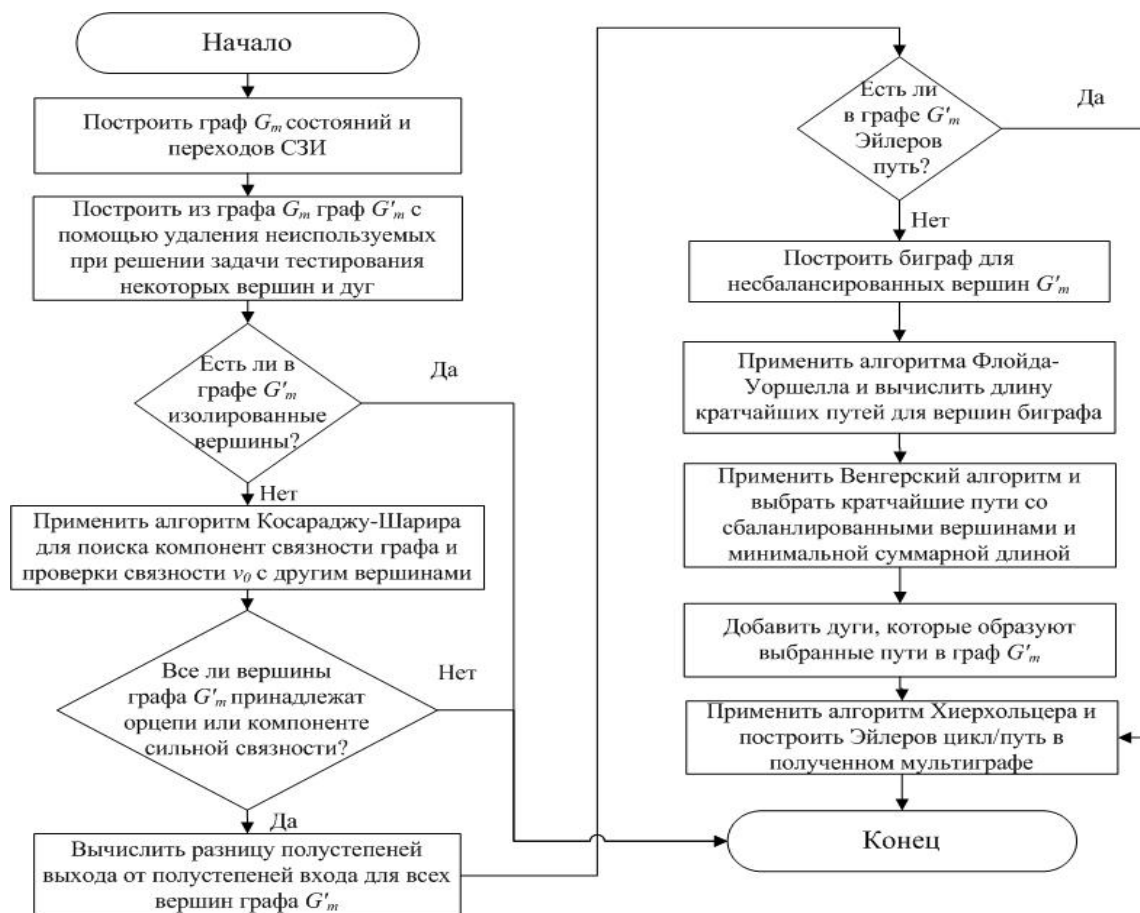 Начало
Построить граф Gm состояний и
переходов СЗИ
Построить из графа Gm граф G'm с
помощью удаления неиспользуемых
при решении задачи тестирования
некоторых вершин и дуг
Есть ли в
графе G'm
изолированные
вершины?
Да
Нет
Применить алгоритм Косараджу-Шарира
для поиска компонент связности графа и
проверки связности v0 с другим вершинами
Все ли вершины
графа G'm принадлежат
орцепи или компоненте
сильной связности?
Нет
Да
Вычислить разницу полустепеней
выхода от полустепеней входа для всех
вершин графа G'm
Есть ли
в графе G'm
Эйлеров
путь?
Да
Нет
Построить биграф для
несбалансированных вершин G'm
Применить алгоритма Флойда-
Уоршелла и вычислить длину
кратчайших путей для вершин биграфа
Применить Венгерский алгоритм и
выбрать кратчайшие пути со
сбаланлированными вершинами и
минимальной суммарной длиной
Добавить дуги, которые образуют
выбранные пути в граф G'm
Применить алгоритм Хиерхольцера и
построить Эйлеров цикл/путь в
полученном мультиграфе
Конец